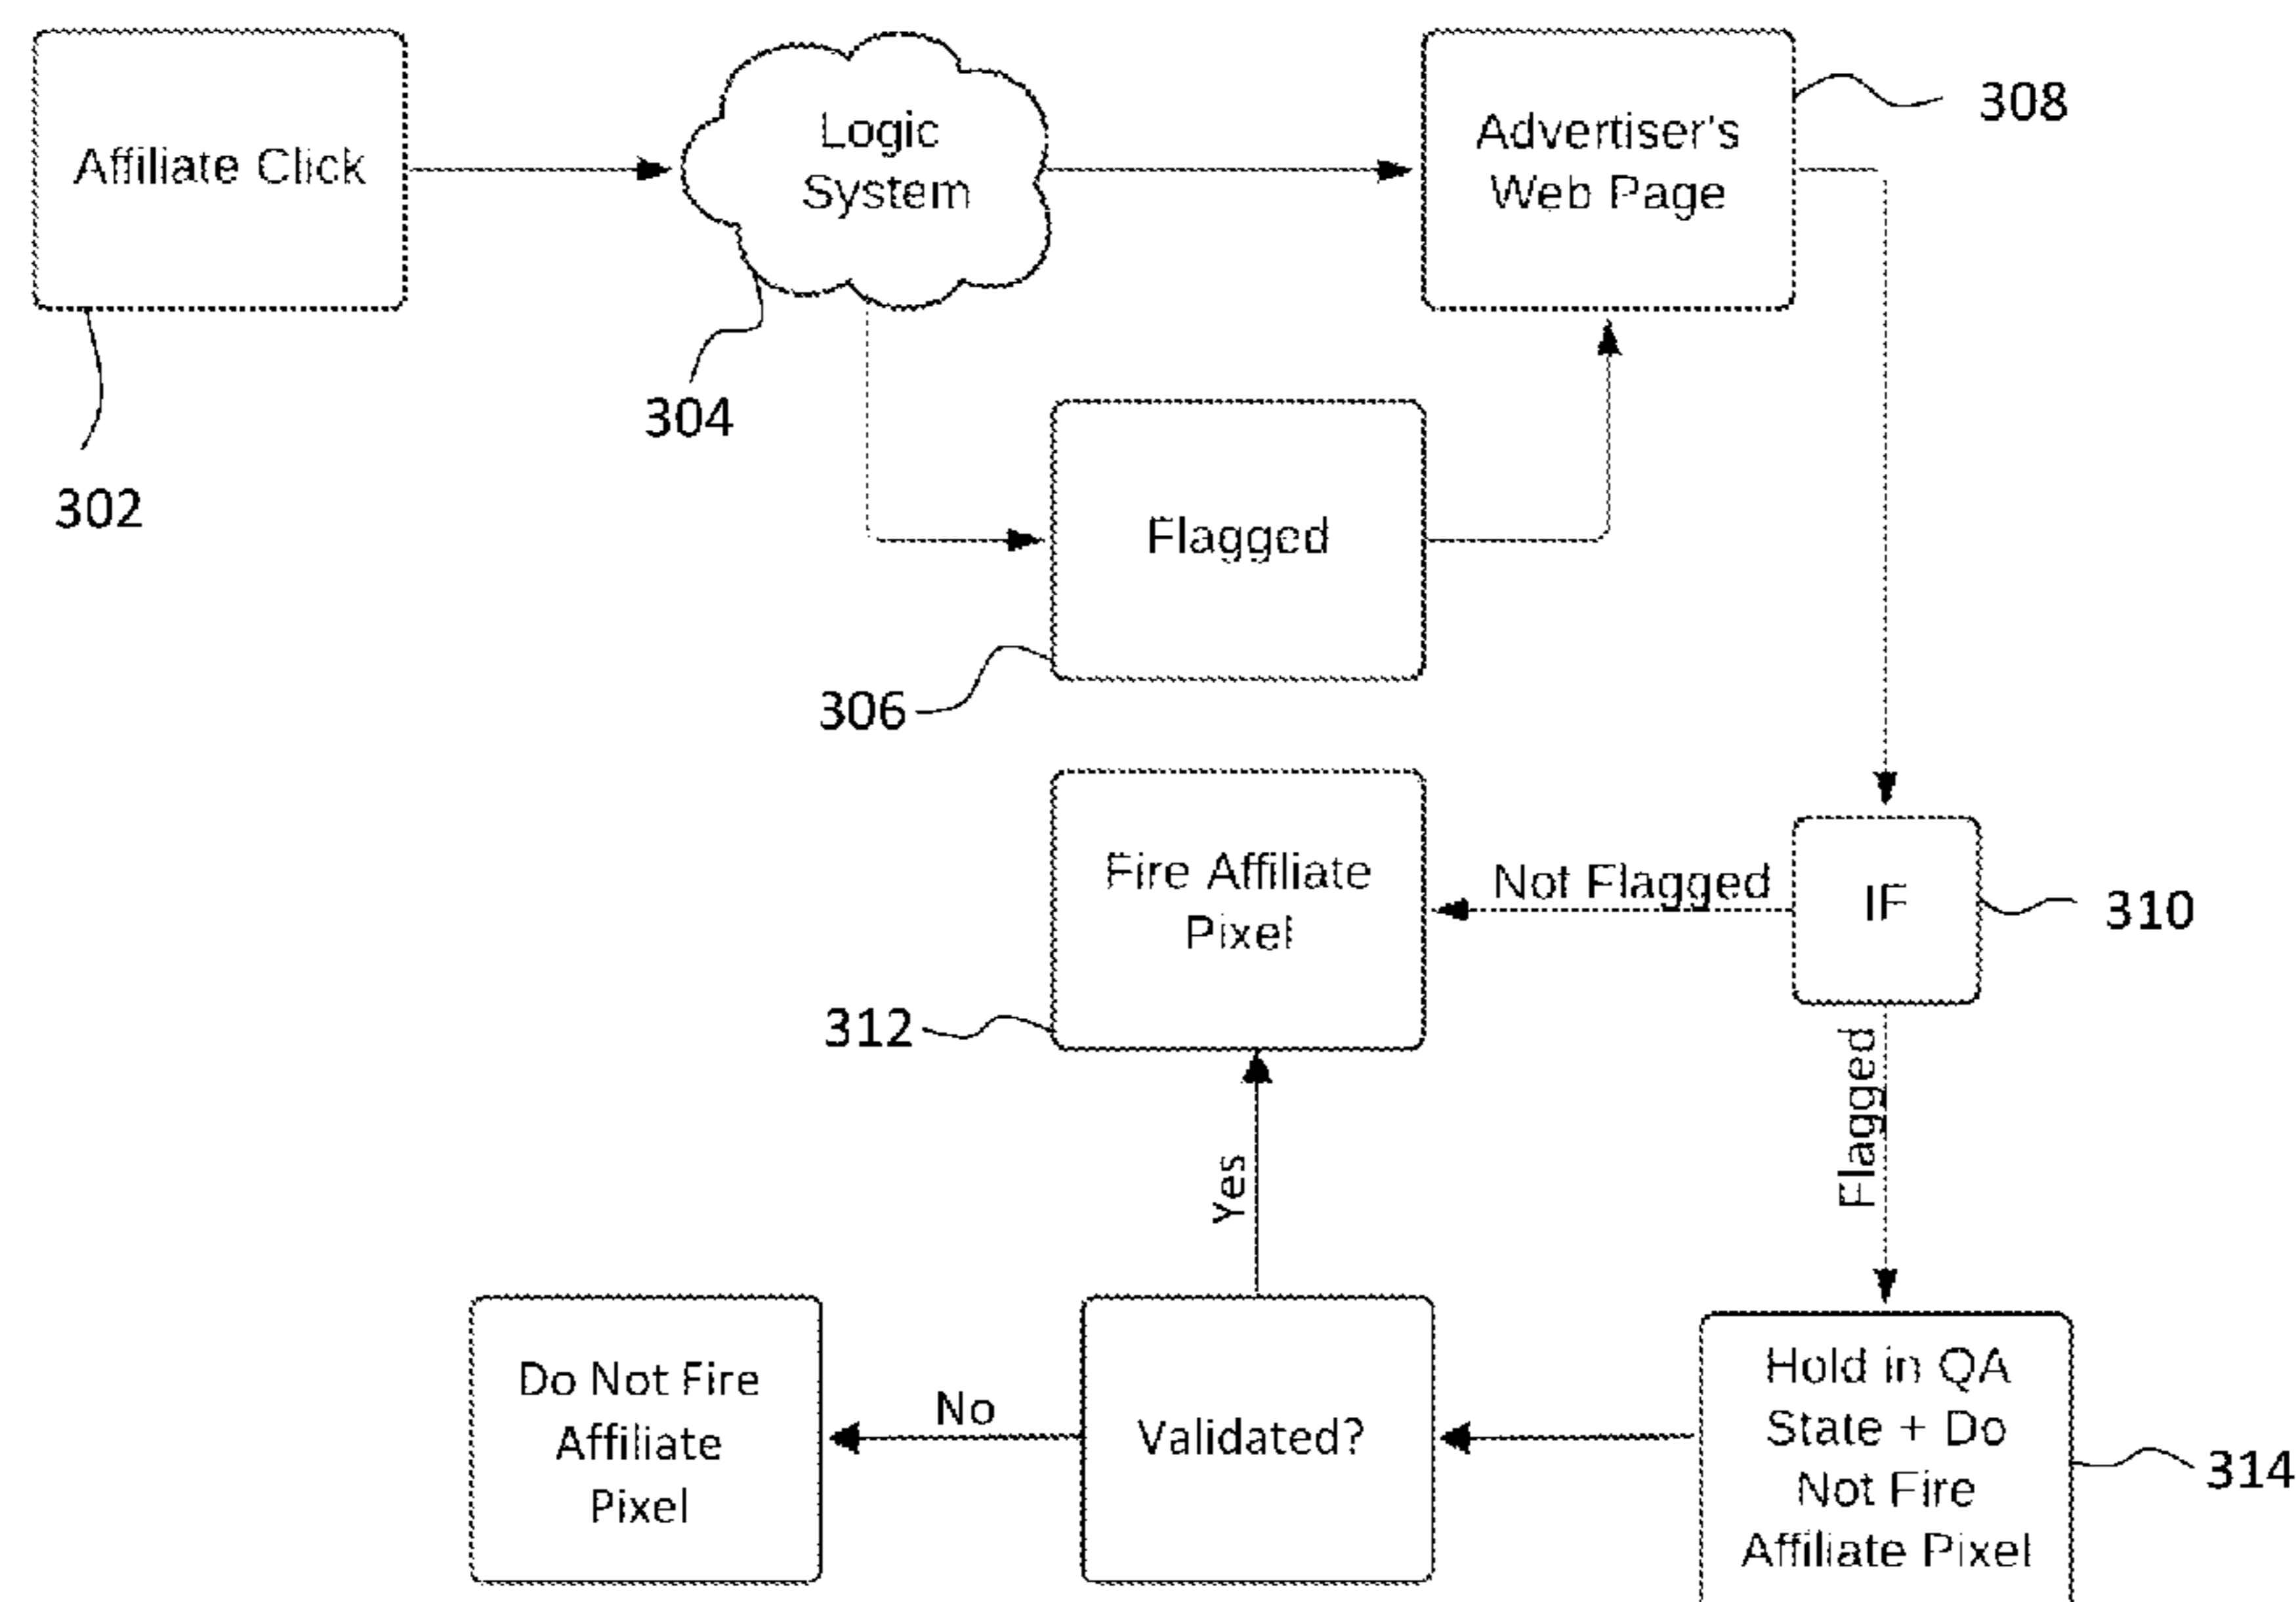 Affiliate Click
302
Logic
System
304
Advertiser's
Web Page
308
Flagged
306
IF
310
Not Flagged
Fire Affiliate
Pixel
312
Flagged
Yes
Hold in QA
State + Do
Not Fire
Affiliate Pixel
314
Validated?
No
Do Not Fire
Affiliate
Pixel